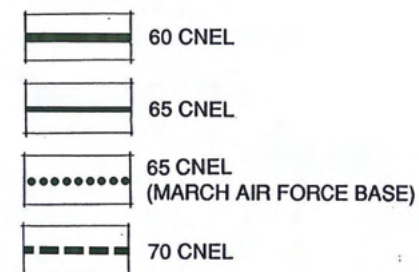 60 CNEL
65 CNEL
65 CNEL
(MARCH AIR FORCE BASE)
70 CNEL